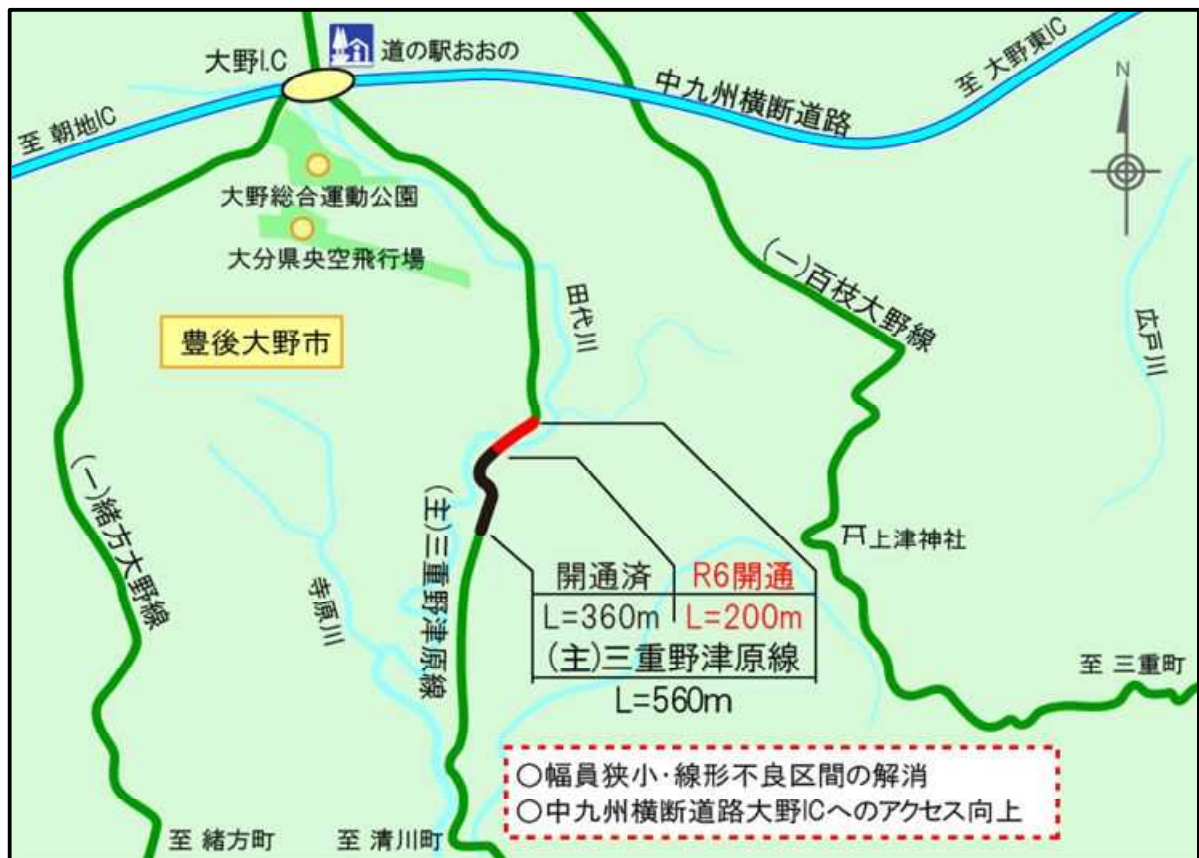 大野I.C
道の駅おおの
至 朝地IC
中九州横断道路
至 大野東IC
N
大野総合運動公園
大分県央空飛行場
豊後大野市
田代川
(一)百枝大野線
広戸川
(一)緒方大野線
寺原川
(主)三重野津原線
上津神社
開通済
R6開通
L=360m
L=200m
(主)三重野津原線
L=560m
至 三重町
○幅員狭小・線形不良区間の解消
○中九州横断道路大野ICへのアクセス向上
至 緒方町
至 清川町